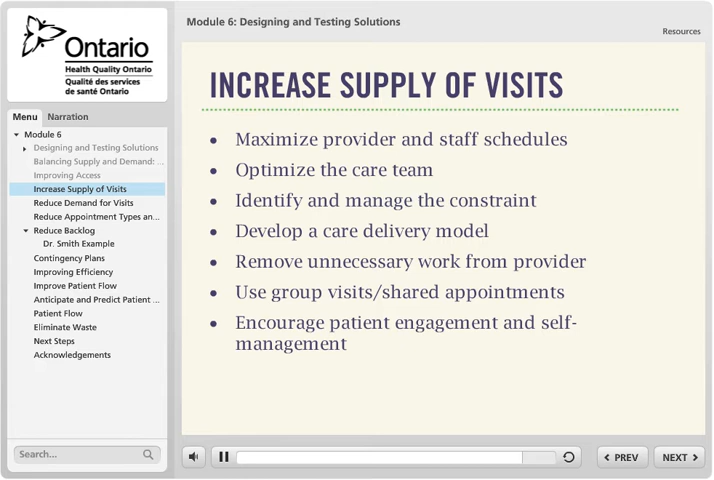 Ontario
Health Quality Ontario
Qualité des services
de santé Ontario
Menu
Narration
Module 6
Designing and Testing Solutions
Balancing Supply and Demand: ...
Improving Access
Increase Supply of Visits
Reduce Demand for Visits
Reduce Appointment Types an...
Reduce Backlog
Dr. Smith Example
Contingency Plans
Improving Efficiency
Improve Patient Flow
Anticipate and Predict Patient ...
Patient Flow
Eliminate Waste
Next Steps
Acknowledgements
Search...
Module 6: Designing and Testing Solutions
Resources
INCREASE SUPPLY OF VISITS
• Maximize provider and staff schedules
• Optimize the care team
• Identify and manage the constraint
• Develop a care delivery model
• Remove unnecessary work from provider
• Use group visits/shared appointments
• Encourage patient engagement and self-
management
PREV
NEXT